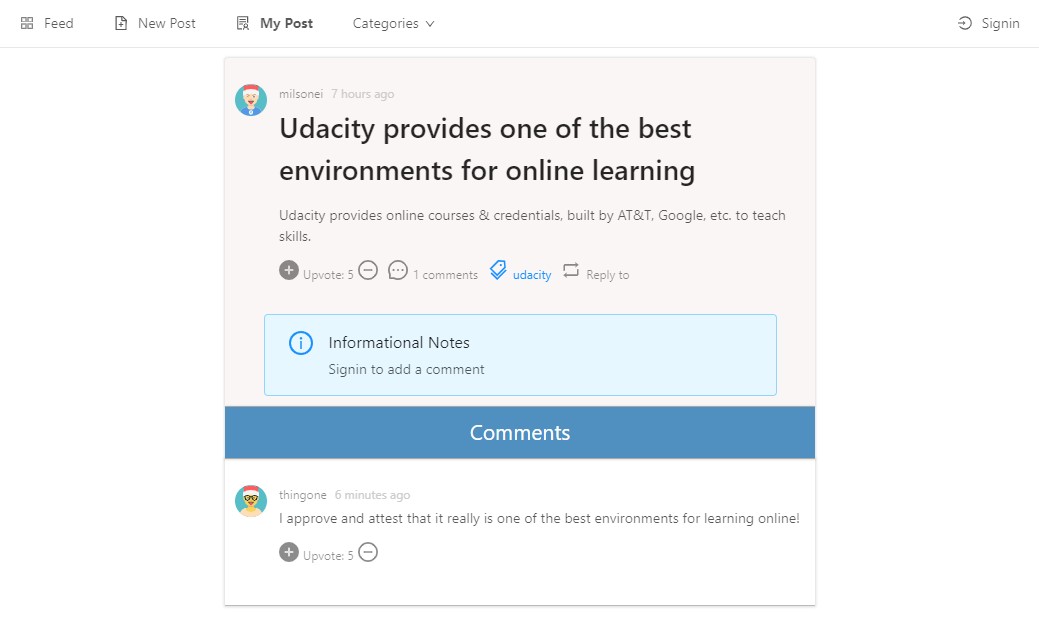 Feed New Post My Post Categories Signin
milsonei 7 hours ago
Udacity provides one of the best
environments for online learning
Udacity provides online courses & credentials, built by AT&T, Google, etc. to teach
skills.
Upvote: 5 1 comments udacity Reply to
Informational Notes
Signin to add a comment
Comments
thingone 6 minutes ago
I approve and attest that it really is one of the best environments for learning online!
Upvote: 5